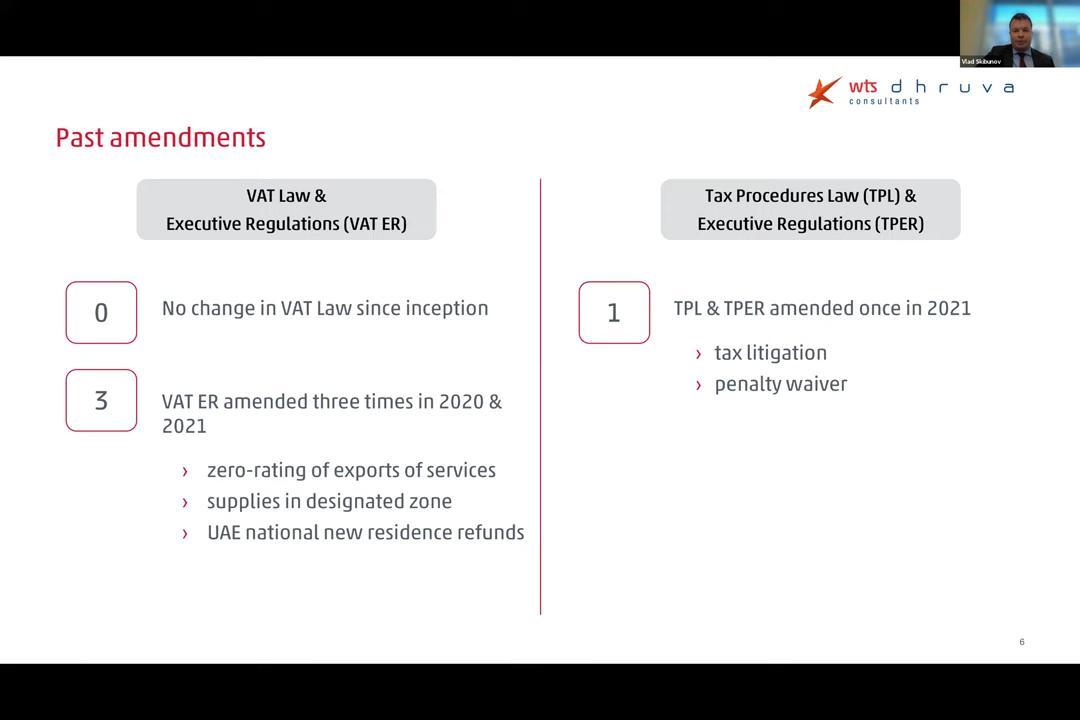 Vlad Skibunov
wts dhruva
consultants
Past amendments
VAT Law &
Executive Regulations (VAT ER)
0
No change in VAT Law since inception
3
VAT ER amended three times in 2020 &
2021
› zero-rating of exports of services
› supplies in designated zone
› UAE national new residence refunds
Tax Procedures Law (TPL) &
Executive Regulations (TPER)
1
TPL & TPER amended once in 2021
› tax litigation
› penalty waiver
6